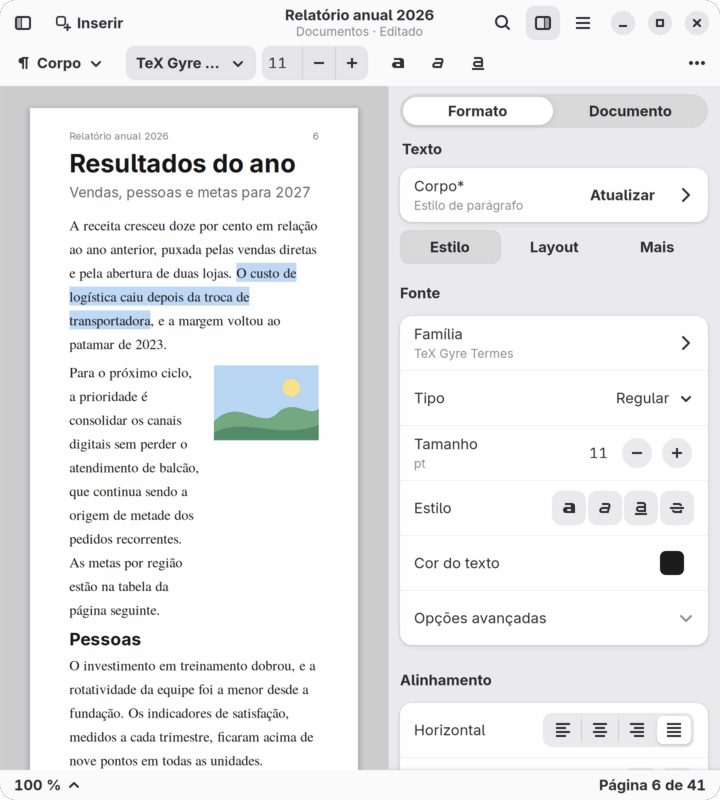 Inserir
Relatório anual 2026
Documentos · Editado
¶ Corpo
TeX Gyre ...
11
a
a
a
Relatório anual 2026
6
Resultados do ano
Vendas, pessoas e metas para 2027
A receita cresceu doze por cento em relação
ao ano anterior, puxada pelas vendas diretas
e pela abertura de duas lojas. O custo de
logística caiu depois da troca de
transportadora, e a margem voltou ao
patamar de 2023.
Para o próximo ciclo,
a prioridade é
consolidar os canais
digitais sem perder o
atendimento de balcão,
que continua sendo a
origem de metade dos
pedidos recorrentes.
As metas por região
estão na tabela da
página seguinte.
Pessoas
O investimento em treinamento dobrou, e a
rotatividade da equipe foi a menor desde a
fundação. Os indicadores de satisfação,
medidos a cada trimestre, ficaram acima de
nove pontos em todas as unidades.
Formato
Documento
Texto
Corpo*
Estilo de parágrafo
Atualizar
Estilo
Layout
Mais
Fonte
Família
TeX Gyre Termes
Tipo
Regular
Tamanho
pt
11
Estilo
a
a
a
Cor do texto
Opções avançadas
Alinhamento
Horizontal
100 %
Página 6 de 41